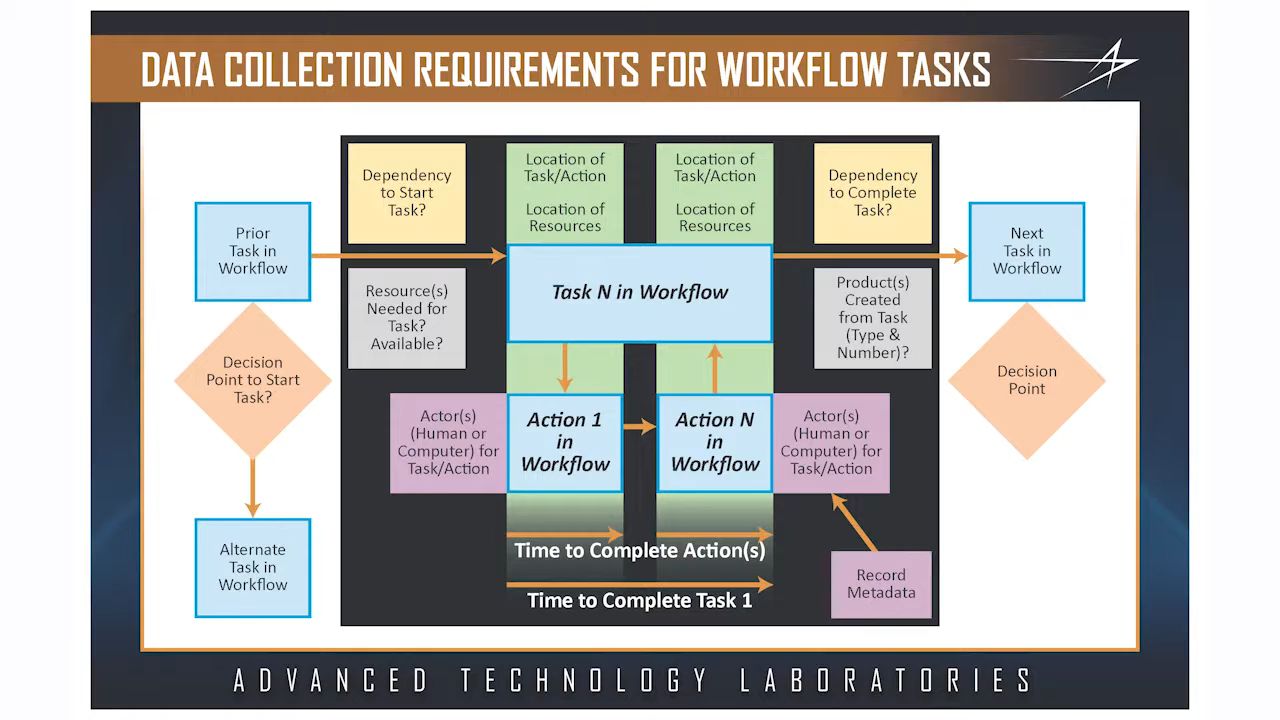 DATA COLLECTION REQUIREMENTS FOR WORKFLOW TASKS
Dependency
to Start
Task?
Location of
Task/Action
Location of
Resources
Location of
Task/Action
Location of
Resources
Dependency
to Complete
Task?
Prior
Task in
Workflow
Next
Task in
Workflow
Resource(s)
Needed for
Task?
Available?
Task N in Workflow
Product(s)
Created
from Task
(Type &
Number)?
Decision
Point to Start
Task?
Decision
Point
Actor(s)
(Human or
Computer) for
Task/Action
Action 1
in
Workflow
Action N
in
Workflow
Actor(s)
(Human or
Computer) for
Task/Action
Alternate
Task in
Workflow
Time to Complete Action(s)
Time to Complete Task 1
Record
Metadata
ADVANCED TECHNOLOGY LABORATORIES